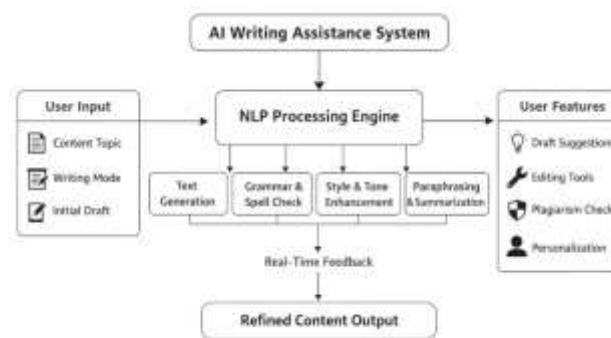 AI Writing Assistance System
User Input
Content Topic
Writing Mode
Initial Draft
NLP Processing Engine
Text
Generation
Grammar &
Spell Check
Style & Tone
Enhancement
Paraphrasing
& Summarization
User Features
Draft Suggestion
Editing Tools
Plagiarism Check
Personalization
Real-Time Feedback
Refined Content Output